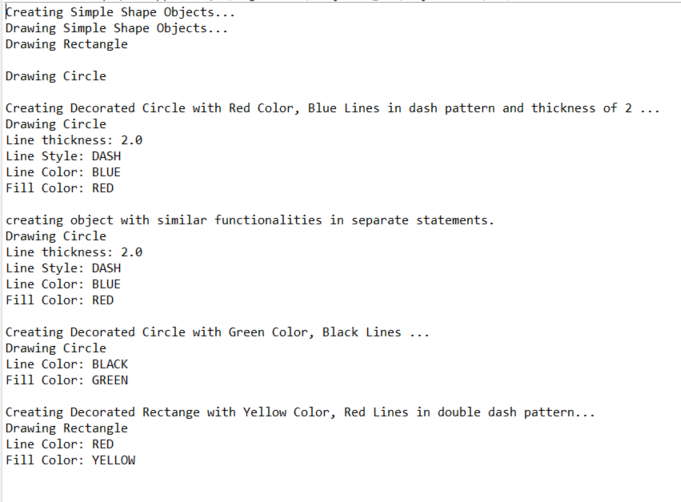 Creating Simple Shape Objects...
Drawing Simple Shape Objects...
Drawing Rectangle
Drawing Circle
Creating Decorated Circle with Red Color, Blue Lines in dash pattern and thickness of 2 ...
Drawing Circle
Line thickness: 2.0
Line Style: DASH
Line Color: BLUE
Fill Color: RED
creating object with similar functionalities in separate statements.
Drawing Circle
Line thickness: 2.0
Line Style: DASH
Line Color: BLUE
Fill Color: RED
Creating Decorated Circle with Green Color, Black Lines ...
Drawing Circle
Line Color: BLACK
Fill Color: GREEN
Creating Decorated Rectange with Yellow Color, Red Lines in double dash pattern...
Drawing Rectangle
Line Color: RED
Fill Color: YELLOW